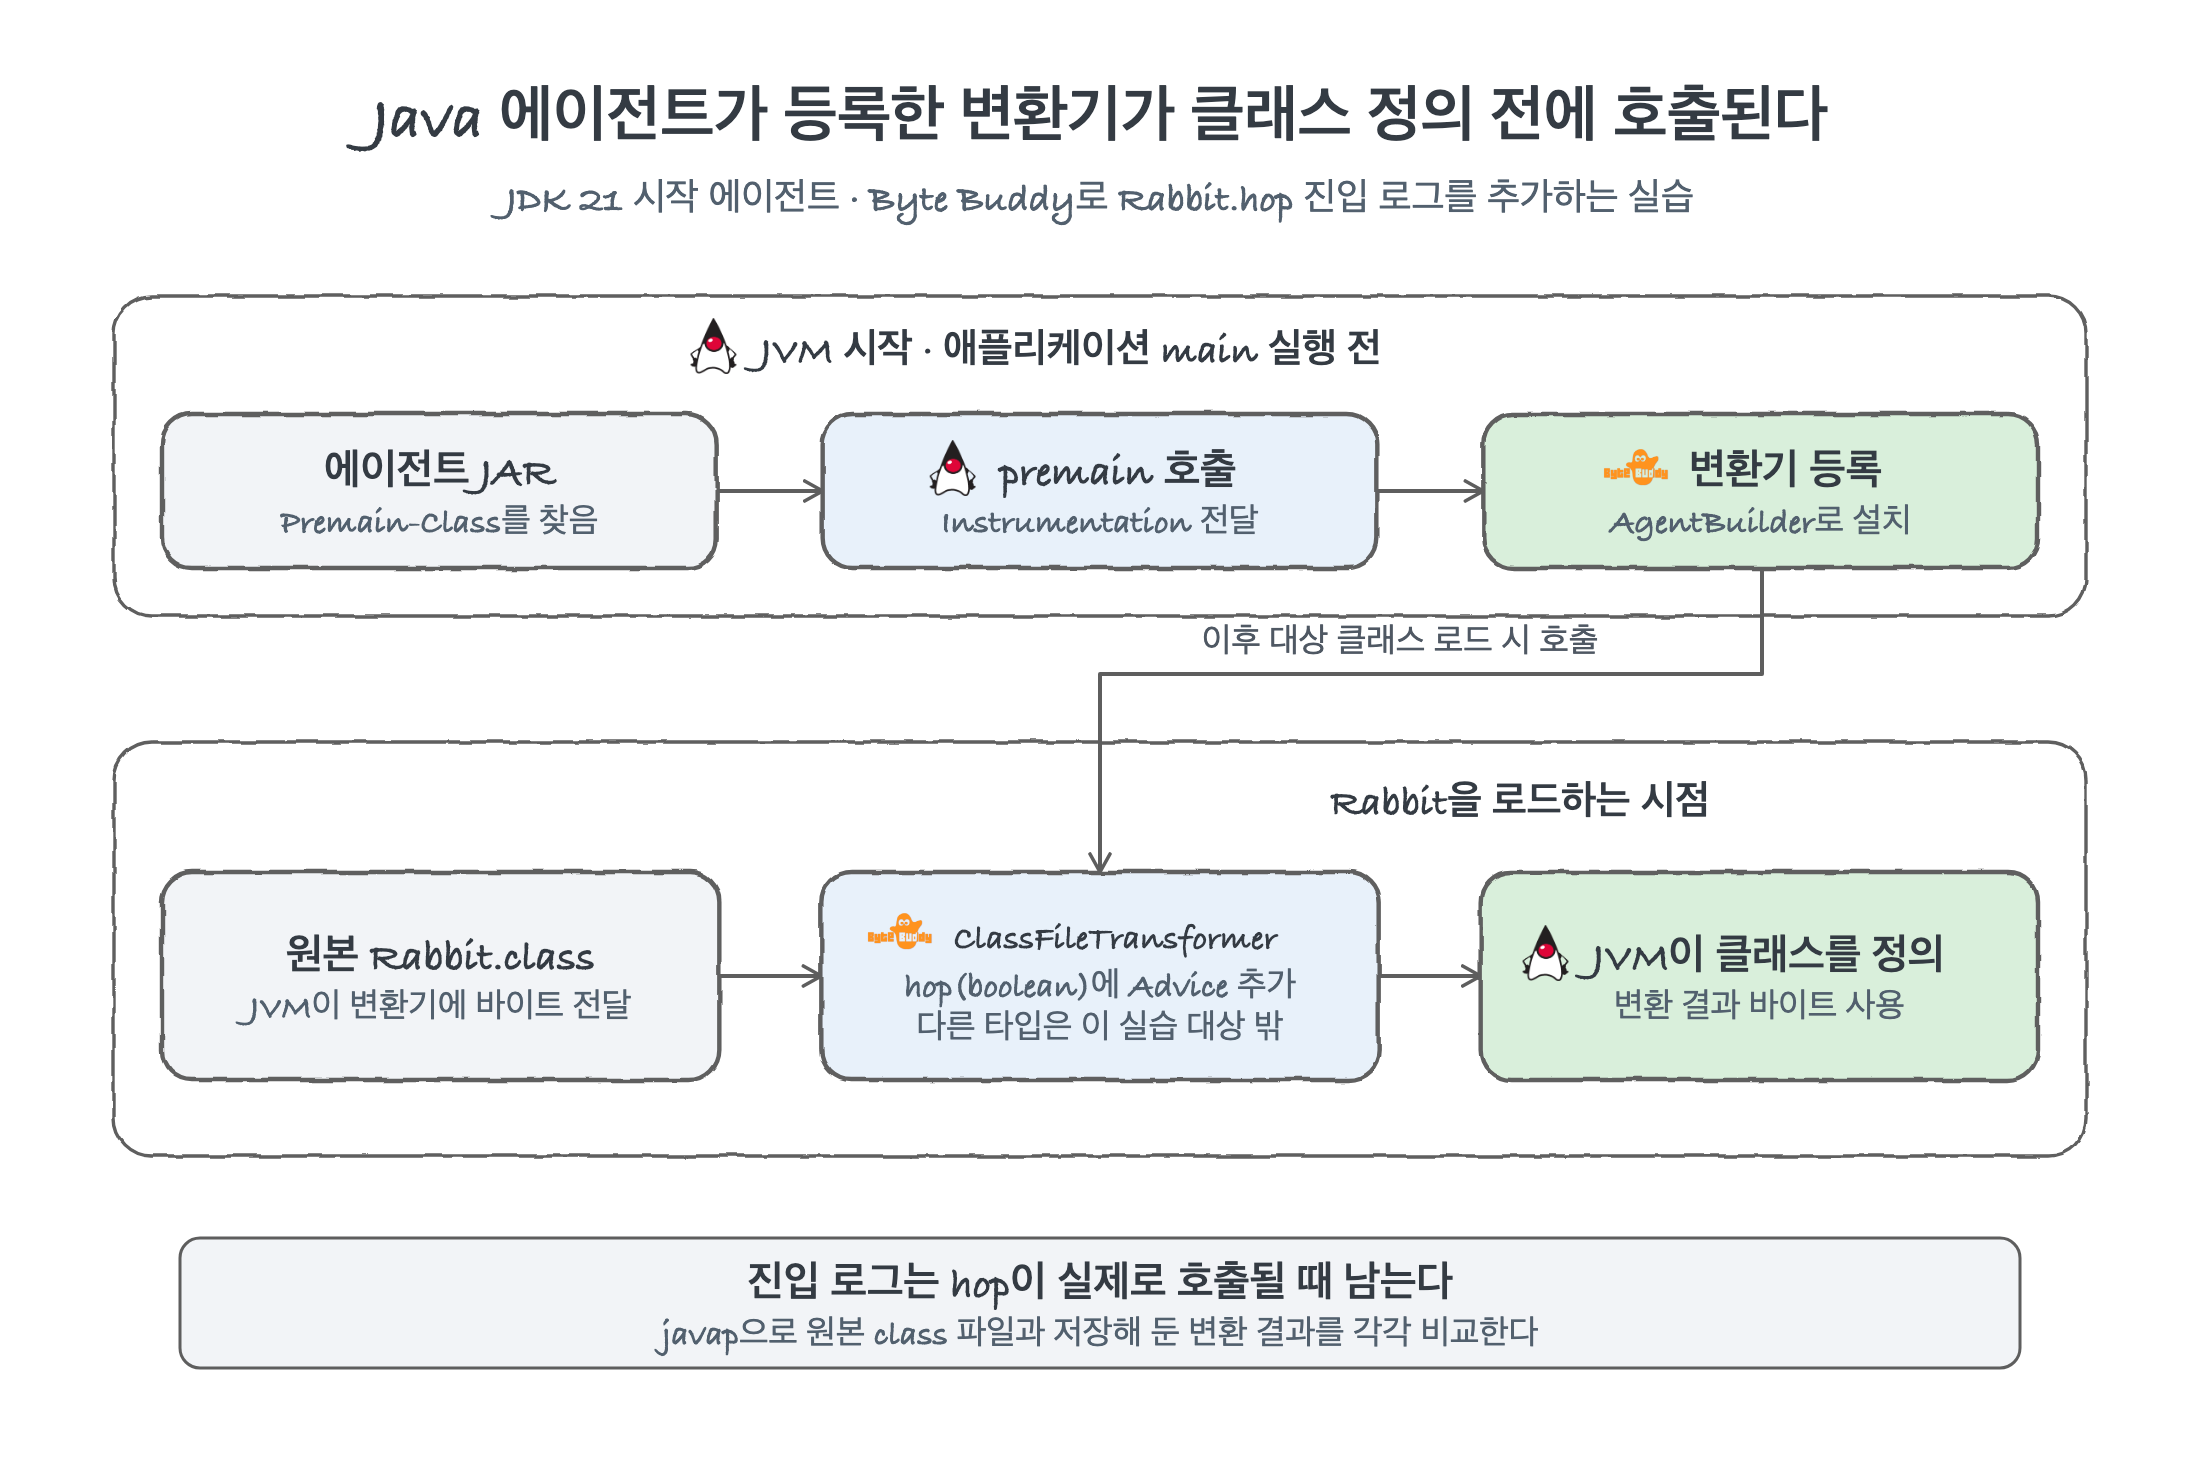 Java 에이전트가 등록한 변환기가 클래스 정의 전에 호출된다
JDK 21 시작 에이전트 · Byte Buddy로 Rabbit.hop 진입 로그를 추가하는 실습
JVM 시작 · 애플리케이션 main 실행 전
에이전트 JAR
Premain-Class를 찾음
premain 호출
Instrumentation 전달
Byte Buddy
변환기 등록
AgentBuilder로 설치
이후 대상 클래스 로드 시 호출
Rabbit을 로드하는 시점
원본 Rabbit.class
JVM이 변환기에 바이트 전달
Byte Buddy
ClassFileTransformer
hop(boolean)에 Advice 추가
다른 타입은 이 실습 대상 밖
JVM이 클래스를 정의
변환 결과 바이트 사용
진입 로그는 hop이 실제로 호출될 때 남는다
javap으로 원본 class 파일과 저장해 둔 변환 결과를 각각 비교한다